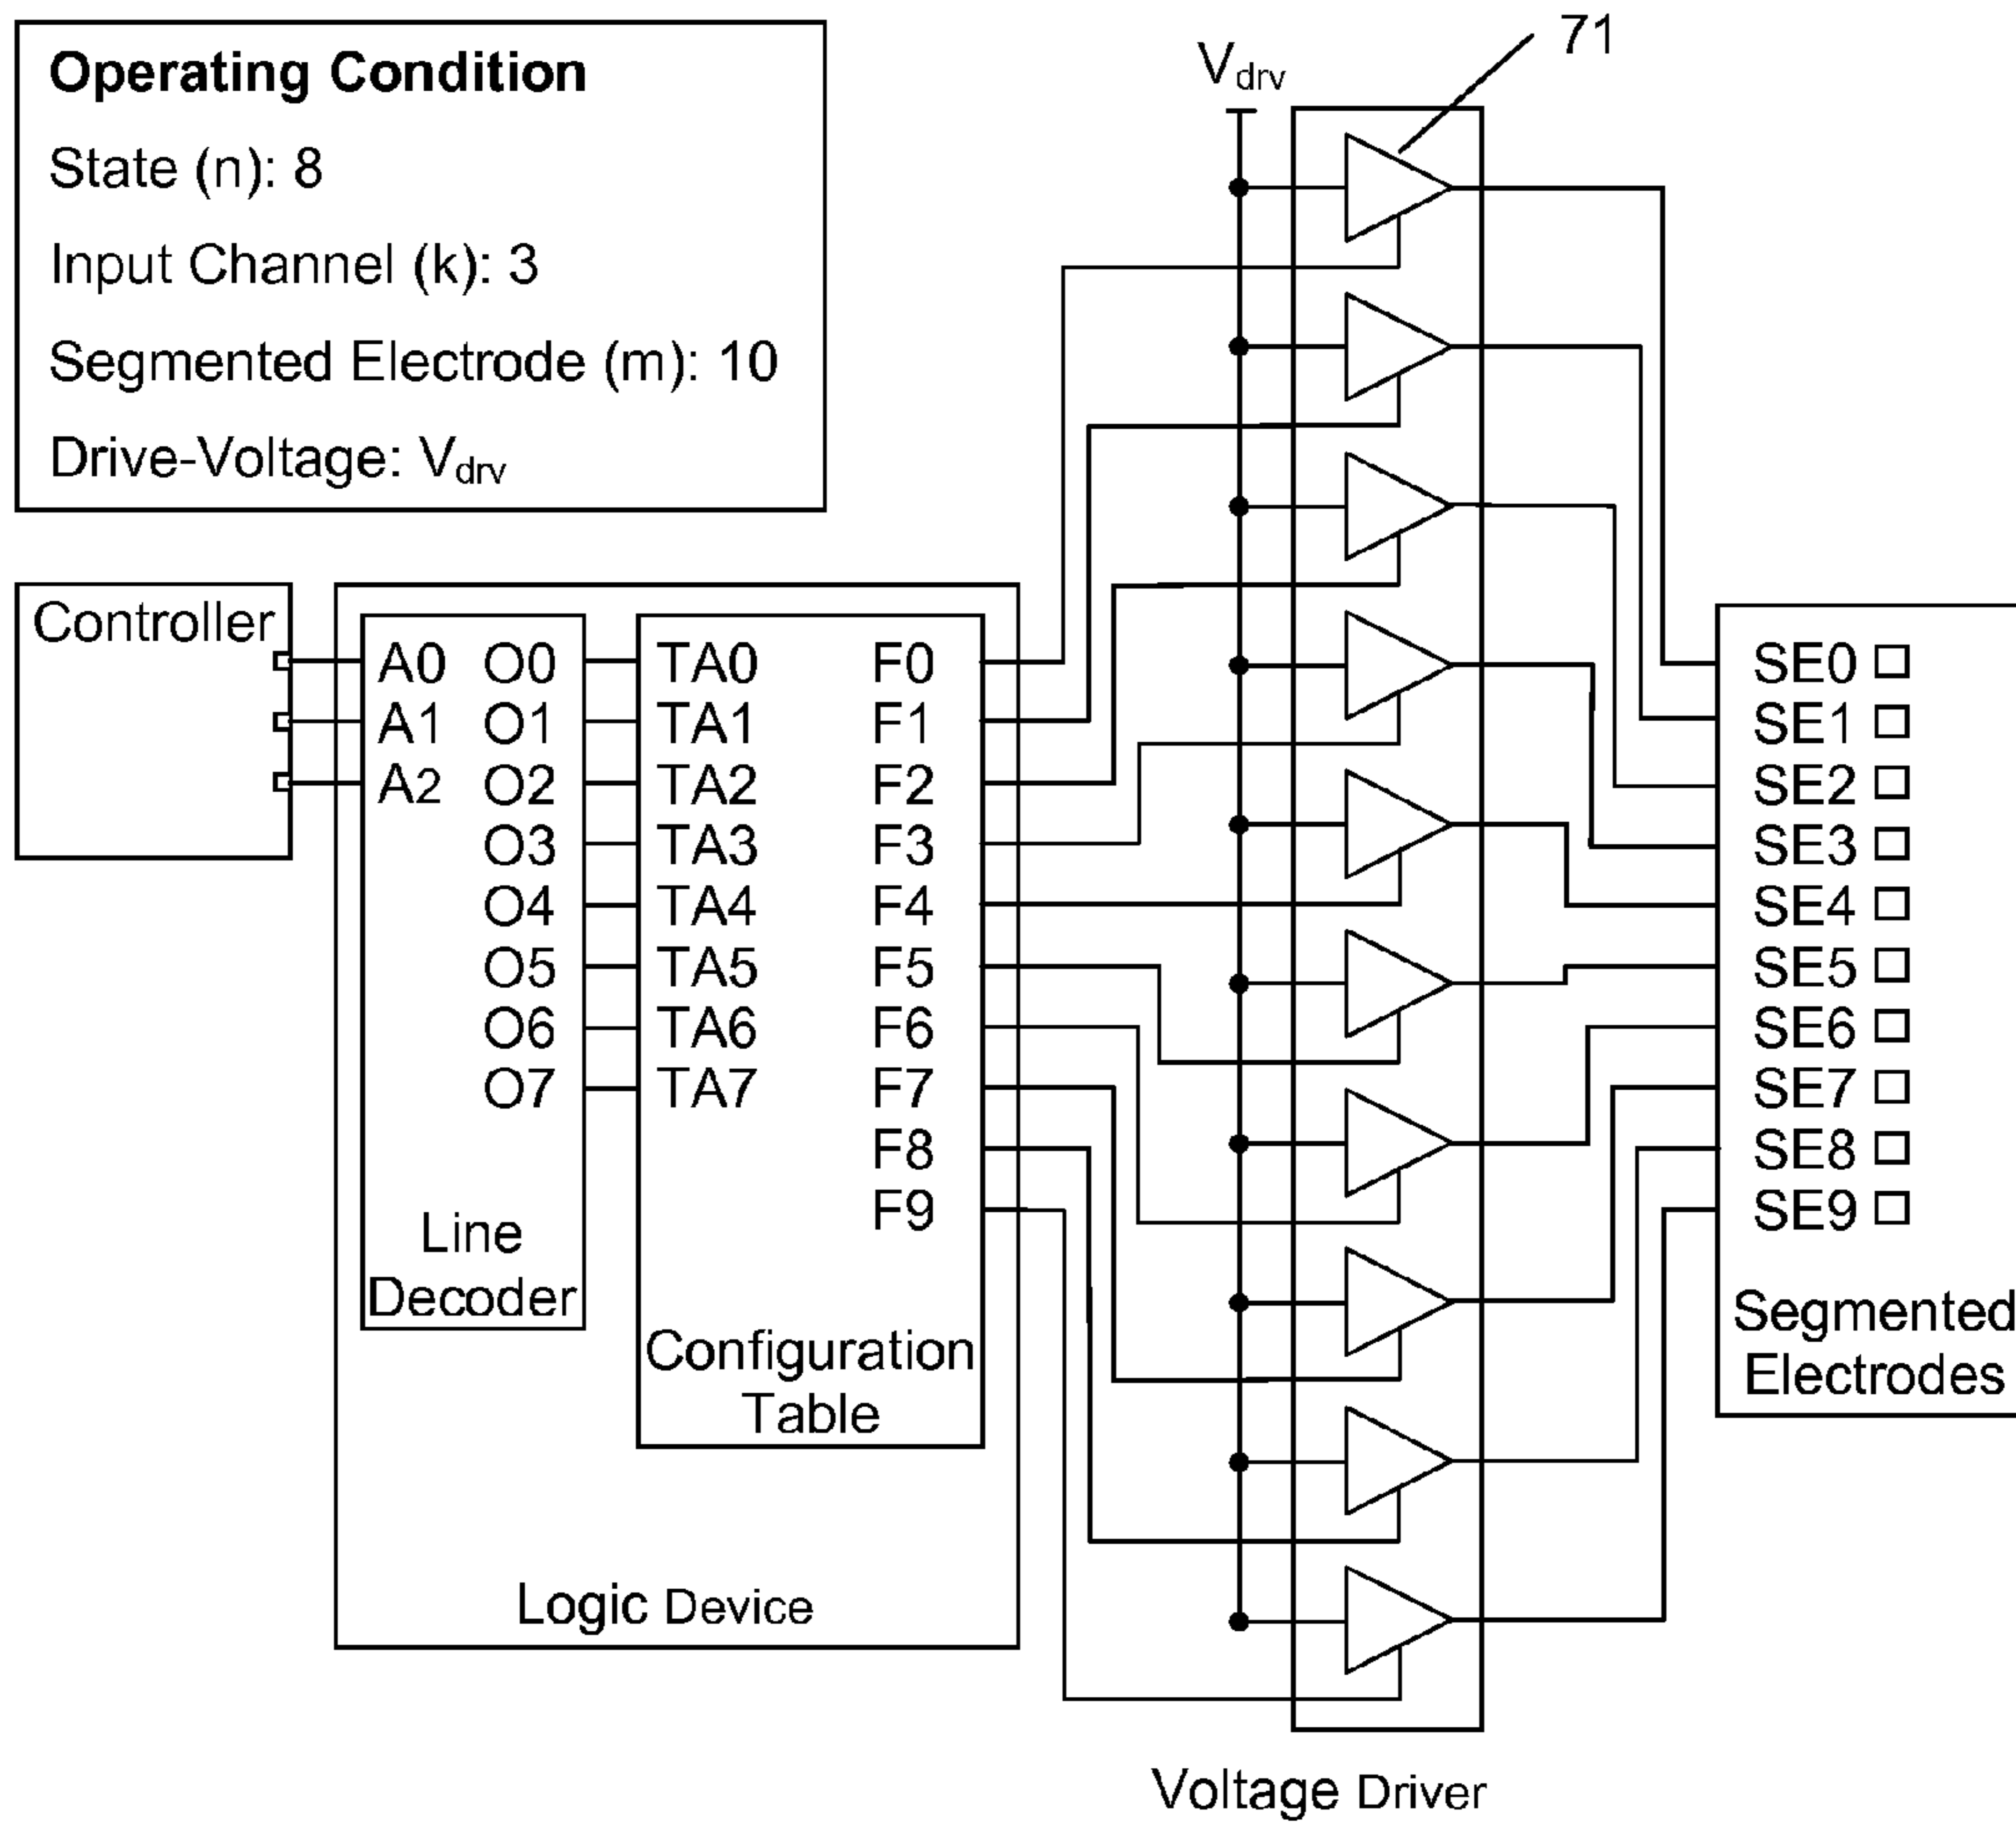 Operating Condition
State (n): 8
Input Channel (k): 3
Segmented Electrode (m): 10
Drive-Voltage: Vdrv
Vdrv
71
Controller
A0
A1
A2
O0
O1
O2
O3
O4
O5
O6
O7
Line
Decoder
TA0
TA1
TA2
TA3
TA4
TA5
TA6
TA7
F0
F1
F2
F3
F4
F5
F6
F7
F8
F9
Configuration
Table
Logic Device
Voltage Driver
SE0
SE1
SE2
SE3
SE4
SE5
SE6
SE7
SE8
SE9
Segmented
Electrodes